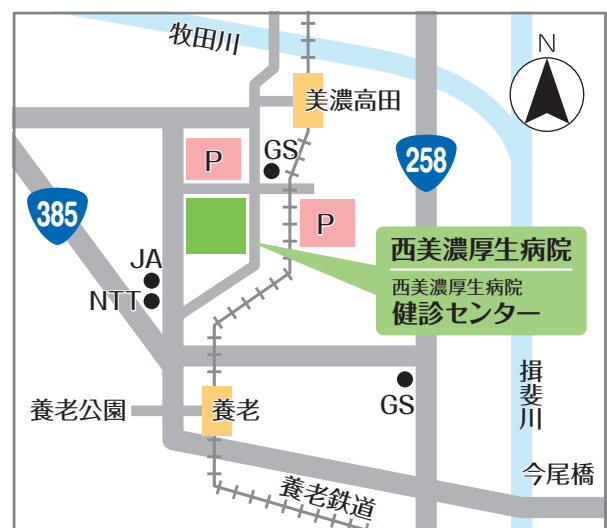 牧田川
N
美濃高田
GS
P
258
385
P
西美濃厚生病院
西美濃厚生病院
健診センター
JA
NTT
揖斐川
GS
養老公園
養老
今尾橋
養老鉄道